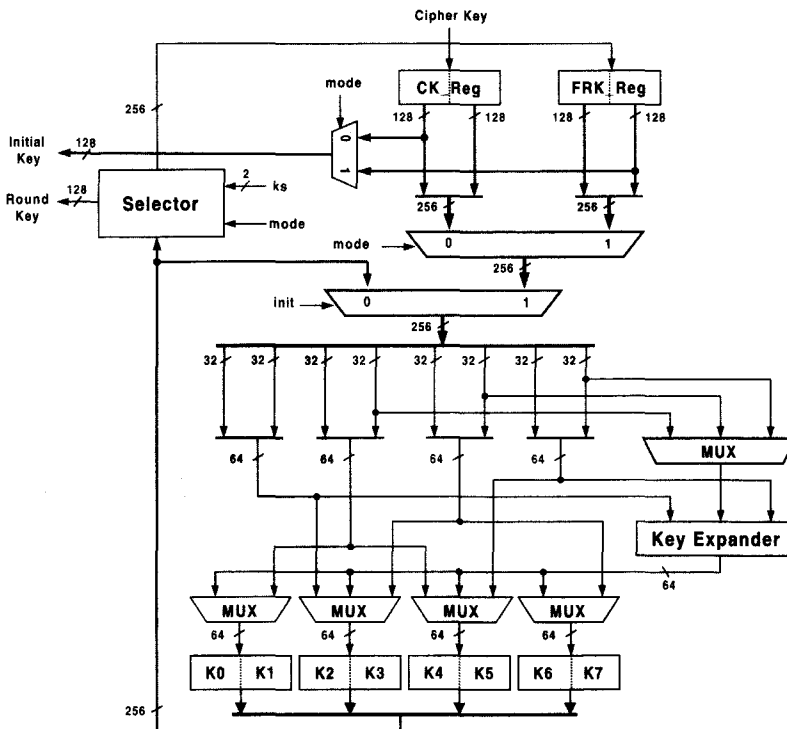 Cipher Key
CK_Reg
FRK_Reg
mode
256
128 128 128 128
Initial
Key
128
0
1
2
ks
Round
Key
128
Selector
mode
256 256
mode
0 1
256
init
0 1
256
32 32 32 32 32 32 32 32
MUX
64 64 64 64
Key Expander
64
MUX MUX MUX MUX
64 64 64 64
K0 K1 K2 K3 K4 K5 K6 K7
256